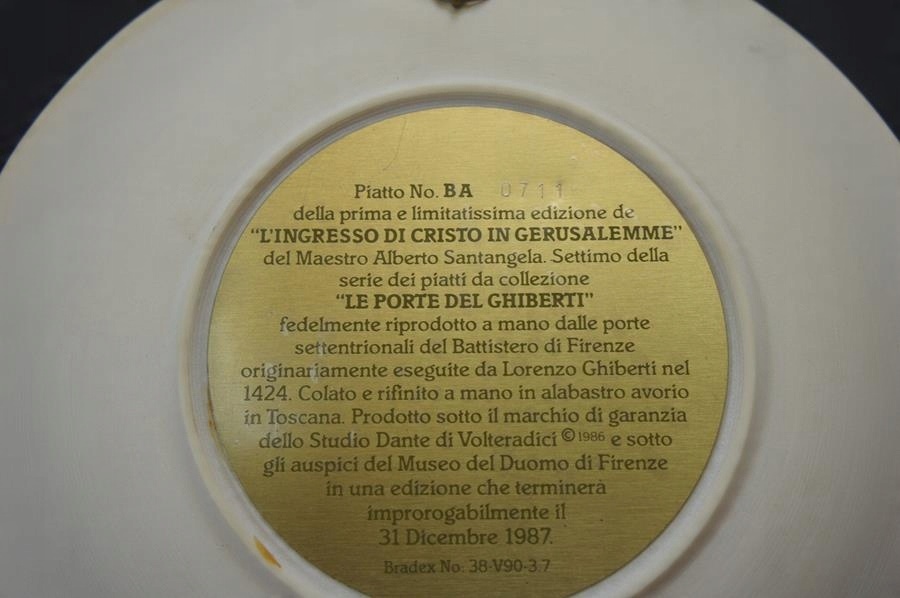 Piatto No. BA 0711
della prima e limitatissima edizione de
"L'INGRESSO DI CRISTO IN GERUSALEMME"
del Maestro Alberto Santangela. Settimo della
serie dei piatti da collezione
"LE PORTE DEL GHIBERTI"
fedelmente riprodotto a mano dalle porte
settentrionali del Battistero di Firenze
originariamente eseguite da Lorenzo Ghiberti nel
1424. Colato e rifinito a mano in alabastro avorio
in Toscana. Prodotto sotto il marchio di garanzia
dello Studio Dante di Volteradici © 1986 e sotto
gli auspici del Museo del Duomo di Firenze
in una edizione che terminerà
improrogabilmente il
31 Dicembre 1987.
Bradex No. 38-V90-3.7